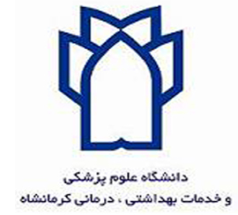 دانشگاه علوم پزشکی
و خدمات بهداشتی ، درمانی کرمانشاه